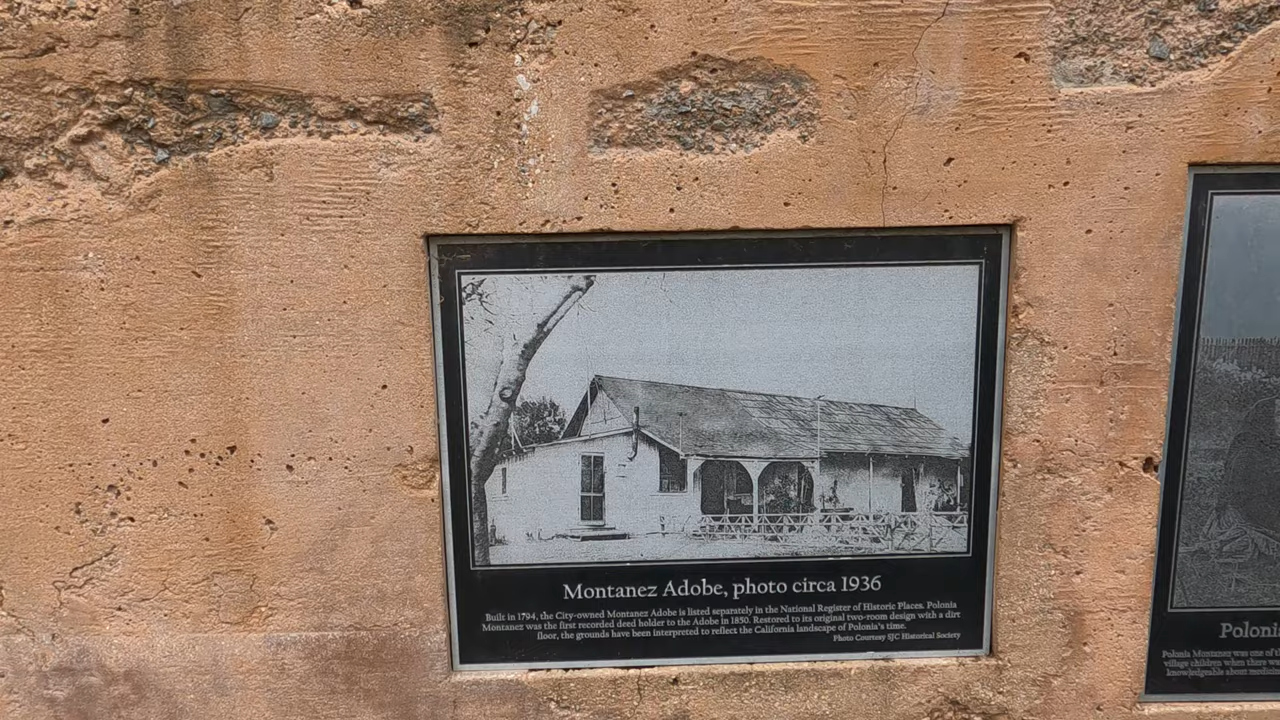 Montanez Adobe, photo circa 1936
Built in 1794, the City-owned Montanez Adobe is listed separately in the National Register of Historic Places. Polonia
Montanez was the first recorded deed holder to the Adobe in 1850. Restored to its original two-room design with a dirt
floor, the grounds have been interpreted to reflect the California landscape of Polonia's time.
Photo Courtesy SJC Historical Society
Polonia Montanez was one of
village children when there
knowledgeable about